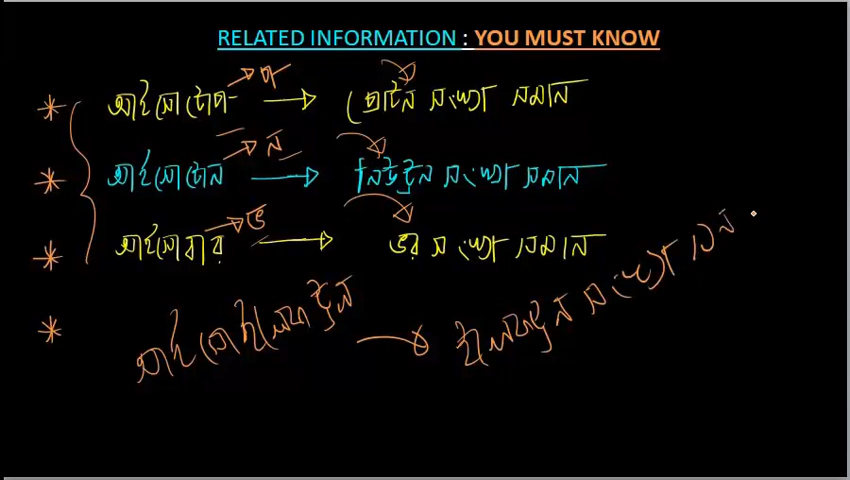 RELATED INFORMATION : YOU MUST KNOW
* আইসোটোপ → প → প্রোটন সংখ্যা সমান
* আইসোটোন → ন → নিউট্রন সংখ্যা সমান
* আইসোবার → ভ → ভর সংখ্যা সমান
* আইসোইলেকট্রন → ইলেকট্রন সংখ্যা